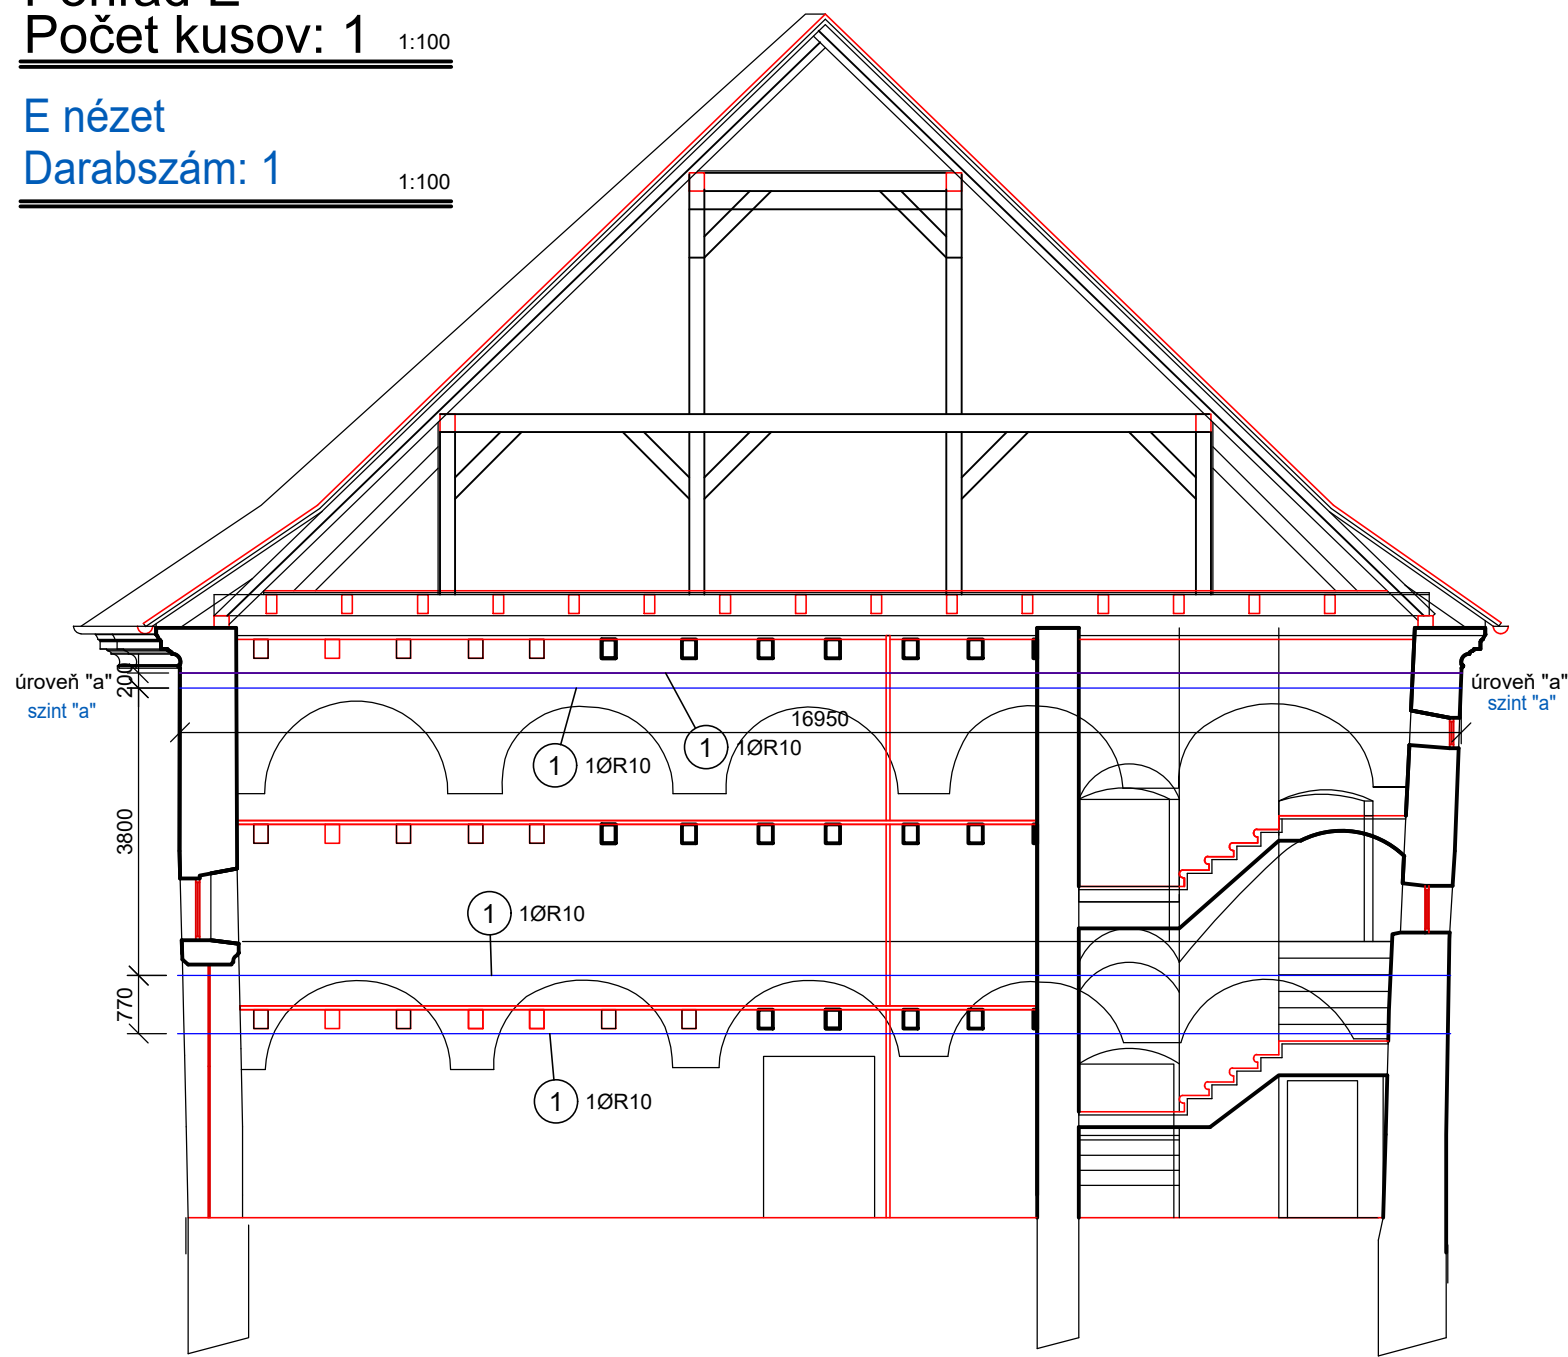 Pohľad E
Počet kusov: 1 1:100
E nézet
Darabszám: 1 1:100
úroveň "a"
szint "a"
200
úroveň "a"
szint "a"
16950
1 1ØR10
1 1ØR10
3800
1 1ØR10
770
1 1ØR10